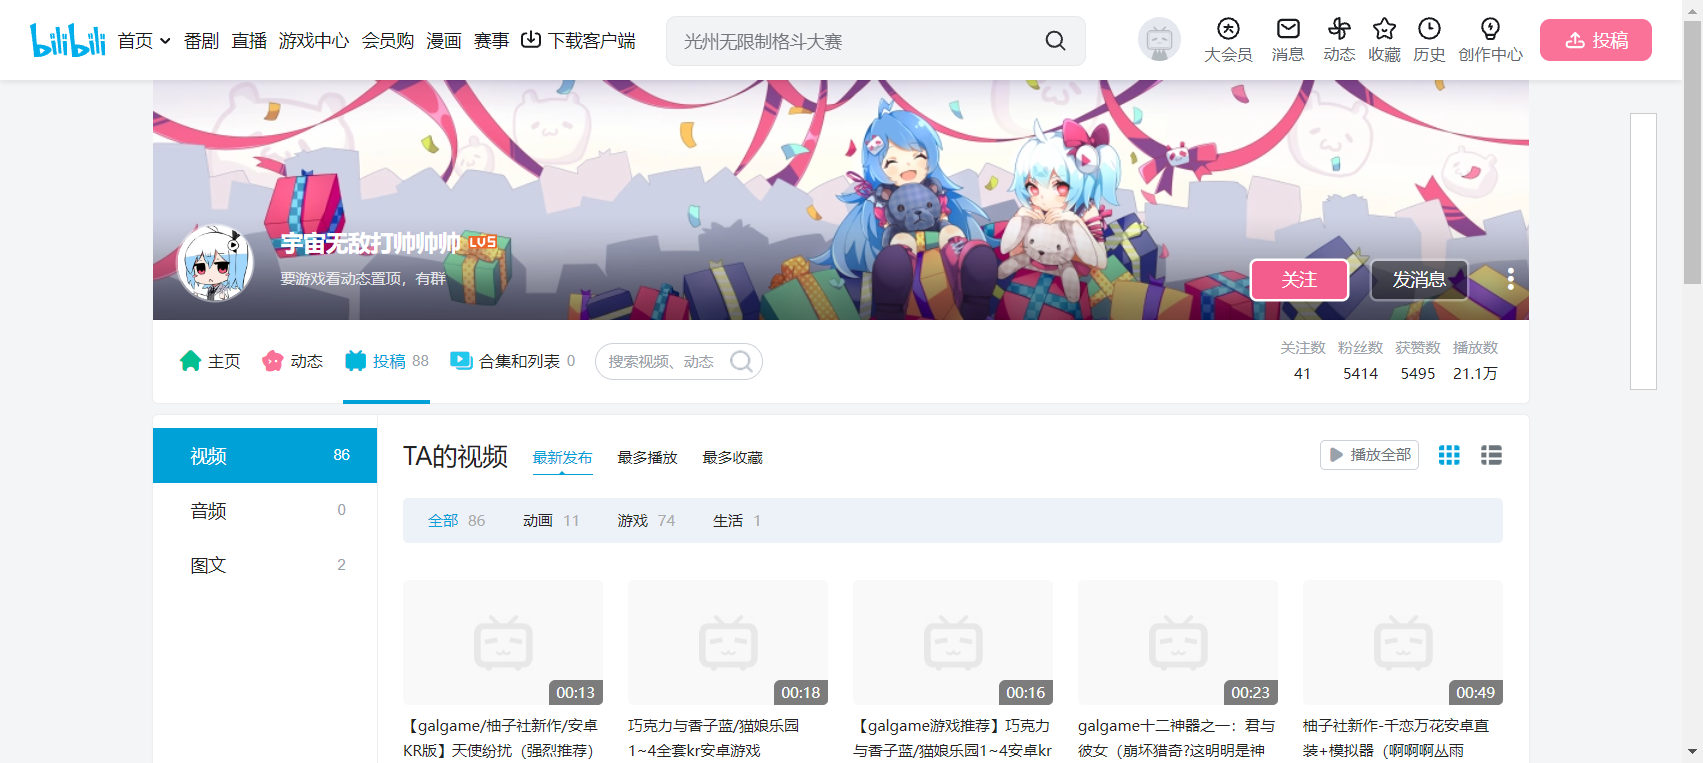 bilibili 首页 番剧 直播 游戏中心 会员购 漫画 赛事 下载客户端
光州无限制格斗大赛
大会员 消息 动态 收藏 历史 创作中心 投稿
宇宙无敌打帅帅帅 LV5
要游戏看动态置顶，有群
关注 发消息
主页 动态 投稿 88 合集和列表 0
搜索视频、动态
关注数 粉丝数 获赞数 播放数
41 5414 5495 21.1万
视频 86
音频 0
图文 2
TA的视频 最新发布 最多播放 最多收藏
播放全部
全部 86 动画 11 游戏 74 生活 1
00:13
00:18
00:16
00:23
00:49
【galgame/柚子社新作/安卓
KR版】天使纷扰（强烈推荐）
巧克力与香子蓝/猫娘乐园
1~4全套kr安卓游戏
【galgame游戏推荐】巧克力
与香子蓝/猫娘乐园1~4安卓kr
galgame十二神器之一：君与
彼女（崩坏猎奇?这明明是神
柚子社新作-千恋万花安卓直
装+模拟器（啊啊啊丛雨